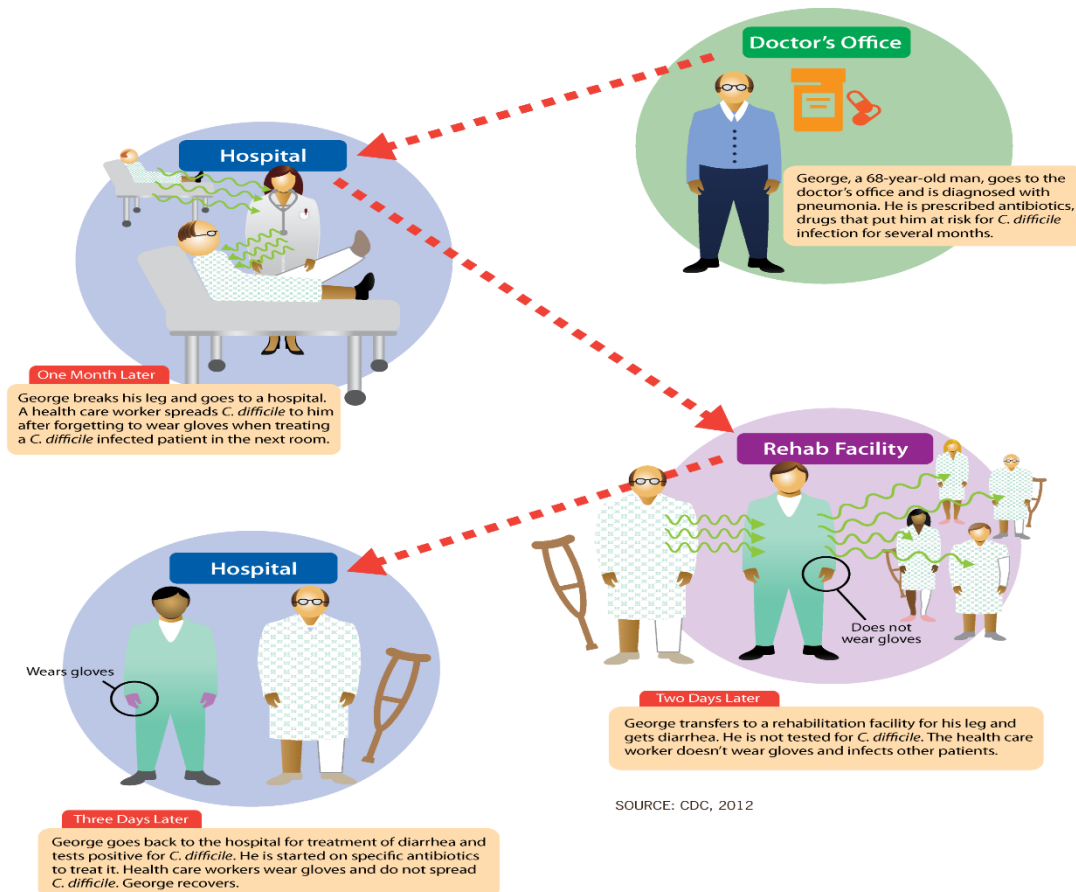 Doctor's Office
George, a 68-year-old man, goes to the
doctor's office and is diagnosed with
pneumonia. He is prescribed antibiotics,
drugs that put him at risk for C. difficile
infection for several months.
Hospital
One Month Later
George breaks his leg and goes to a hospital.
A health care worker spreads C. difficile to him
after forgetting to wear gloves when treating
a C. difficile infected patient in the next room.
Rehab Facility
Does not
wear gloves
Two Days Later
George transfers to a rehabilitation facility for his leg and
gets diarrhea. He is not tested for C. difficile. The health care
worker doesn't wear gloves and infects other patients.
Hospital
Wears gloves
Three Days Later
George goes back to the hospital for treatment of diarrhea and
tests positive for C. difficile. He is started on specific antibiotics
to treat it. Health care workers wear gloves and do not spread
C. difficile. George recovers.
SOURCE: CDC, 2012